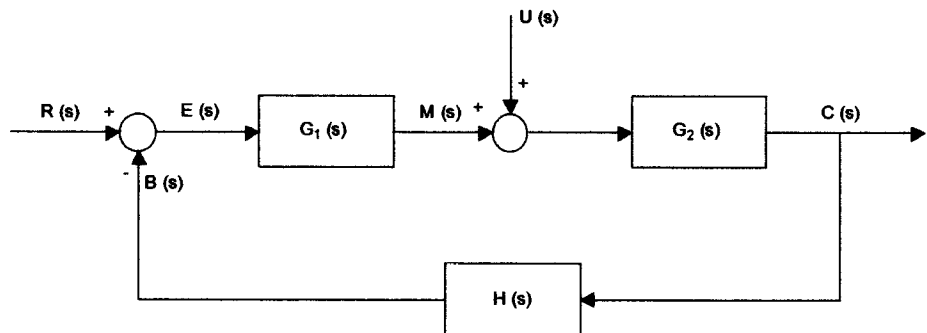 U (s)
+
R (s) + E (s) G₁ (s) M (s) + G₂ (s) C (s)
- B (s)
H (s)